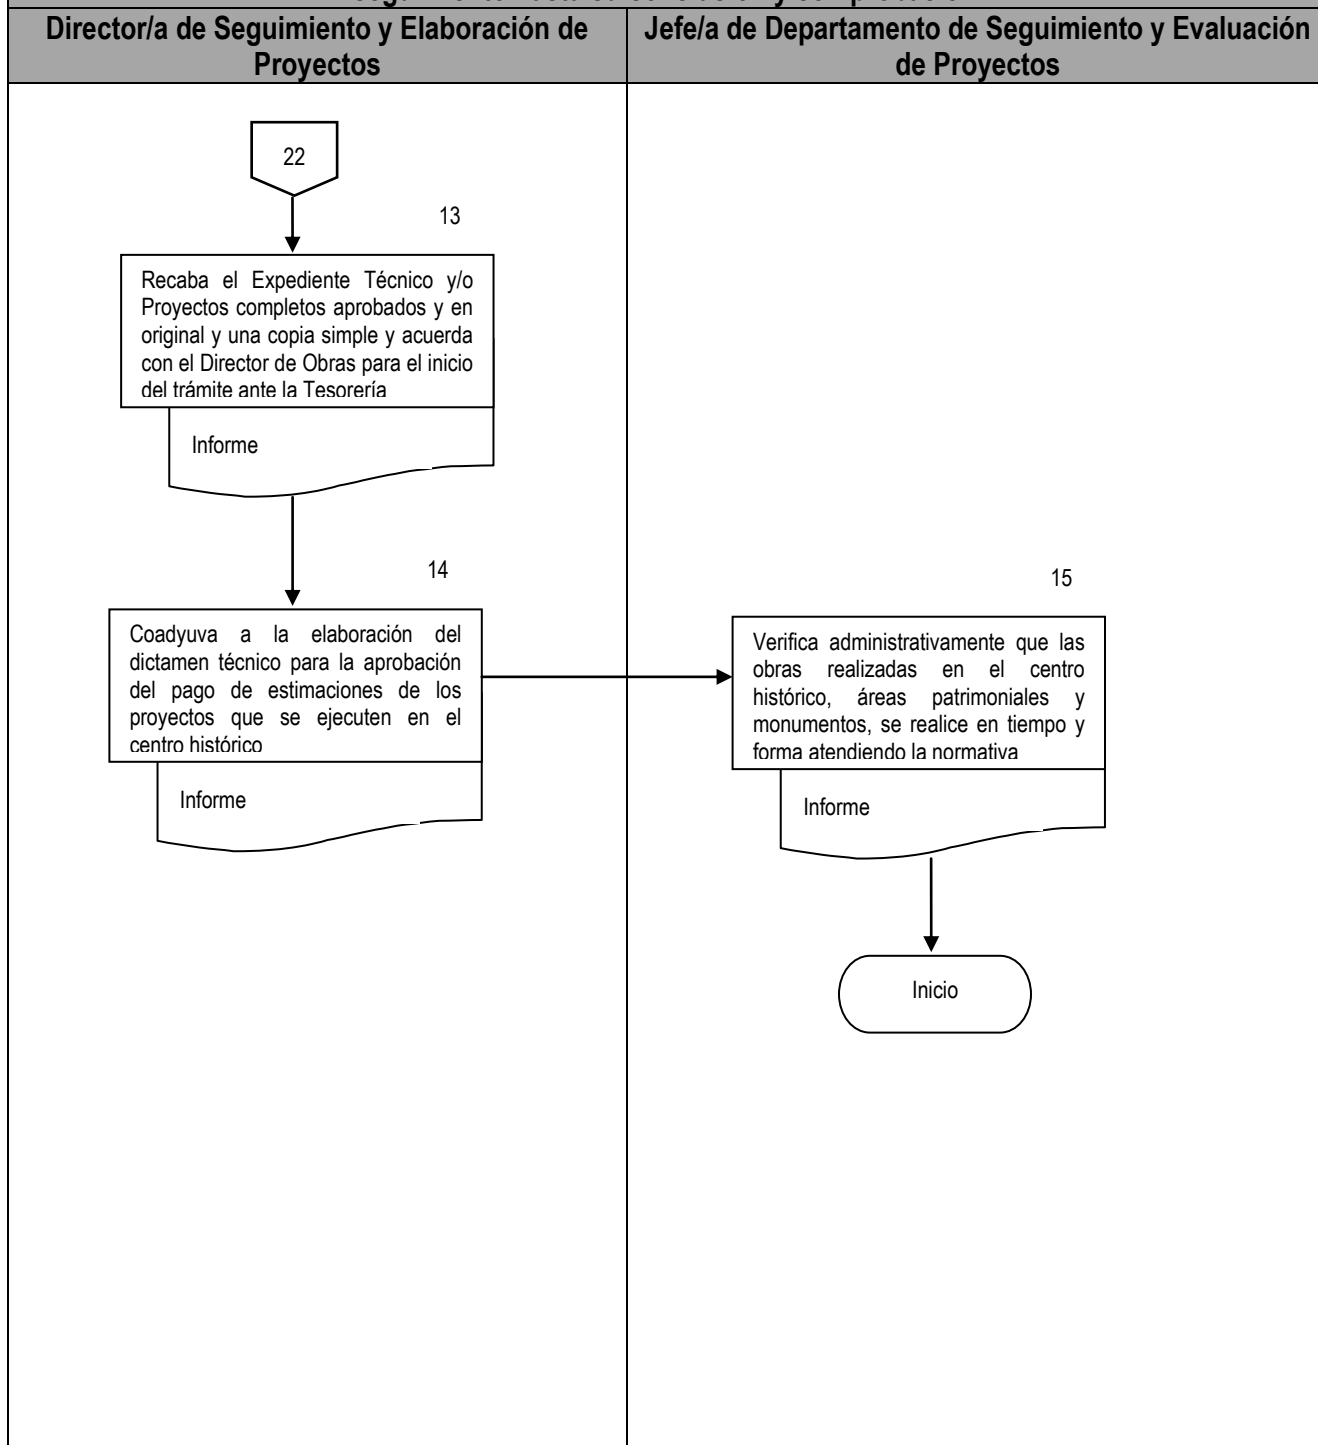 Director/a de Seguimiento y Elaboración de
Proyectos
Jefe/a de Departamento de Seguimiento y Evaluación
de Proyectos
22
13
Recaba el Expediente Técnico y/o
Proyectos completos aprobados y en
original y una copia simple y acuerda
con el Director de Obras para el inicio
del trámite ante la Tesorería
Informe
14
Coadyuva a la elaboración del
dictamen técnico para la aprobación
del pago de estimaciones de los
proyectos que se ejecuten en el
centro histórico
Informe
15
Verifica administrativamente que las
obras realizadas en el centro
histórico, áreas patrimoniales y
monumentos, se realice en tiempo y
forma atendiendo la normativa
Informe
Inicio